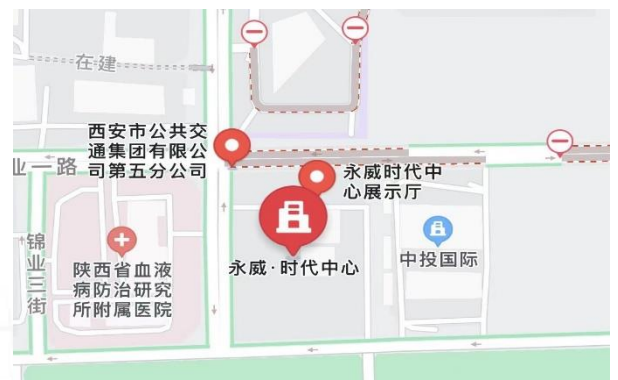 在建
西安市公共交
通集团有限公
司第五分公司
业一路
永威时代中
心展示厅
锦业三街
陕西省血液
病防治研究
所附属医院
永威·时代中心
中投国际